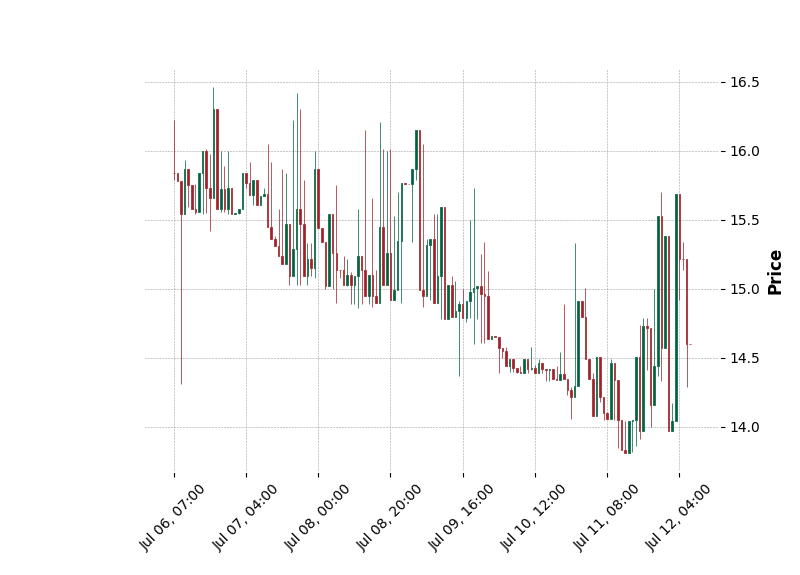 16.5
16.0
15.5
15.0
14.5
14.0
Price
Jul 06, 07:00
Jul 07, 04:00
Jul 08, 00:00
Jul 08, 20:00
Jul 09, 16:00
Jul 10, 12:00
Jul 11, 08:00
Jul 12, 04:00